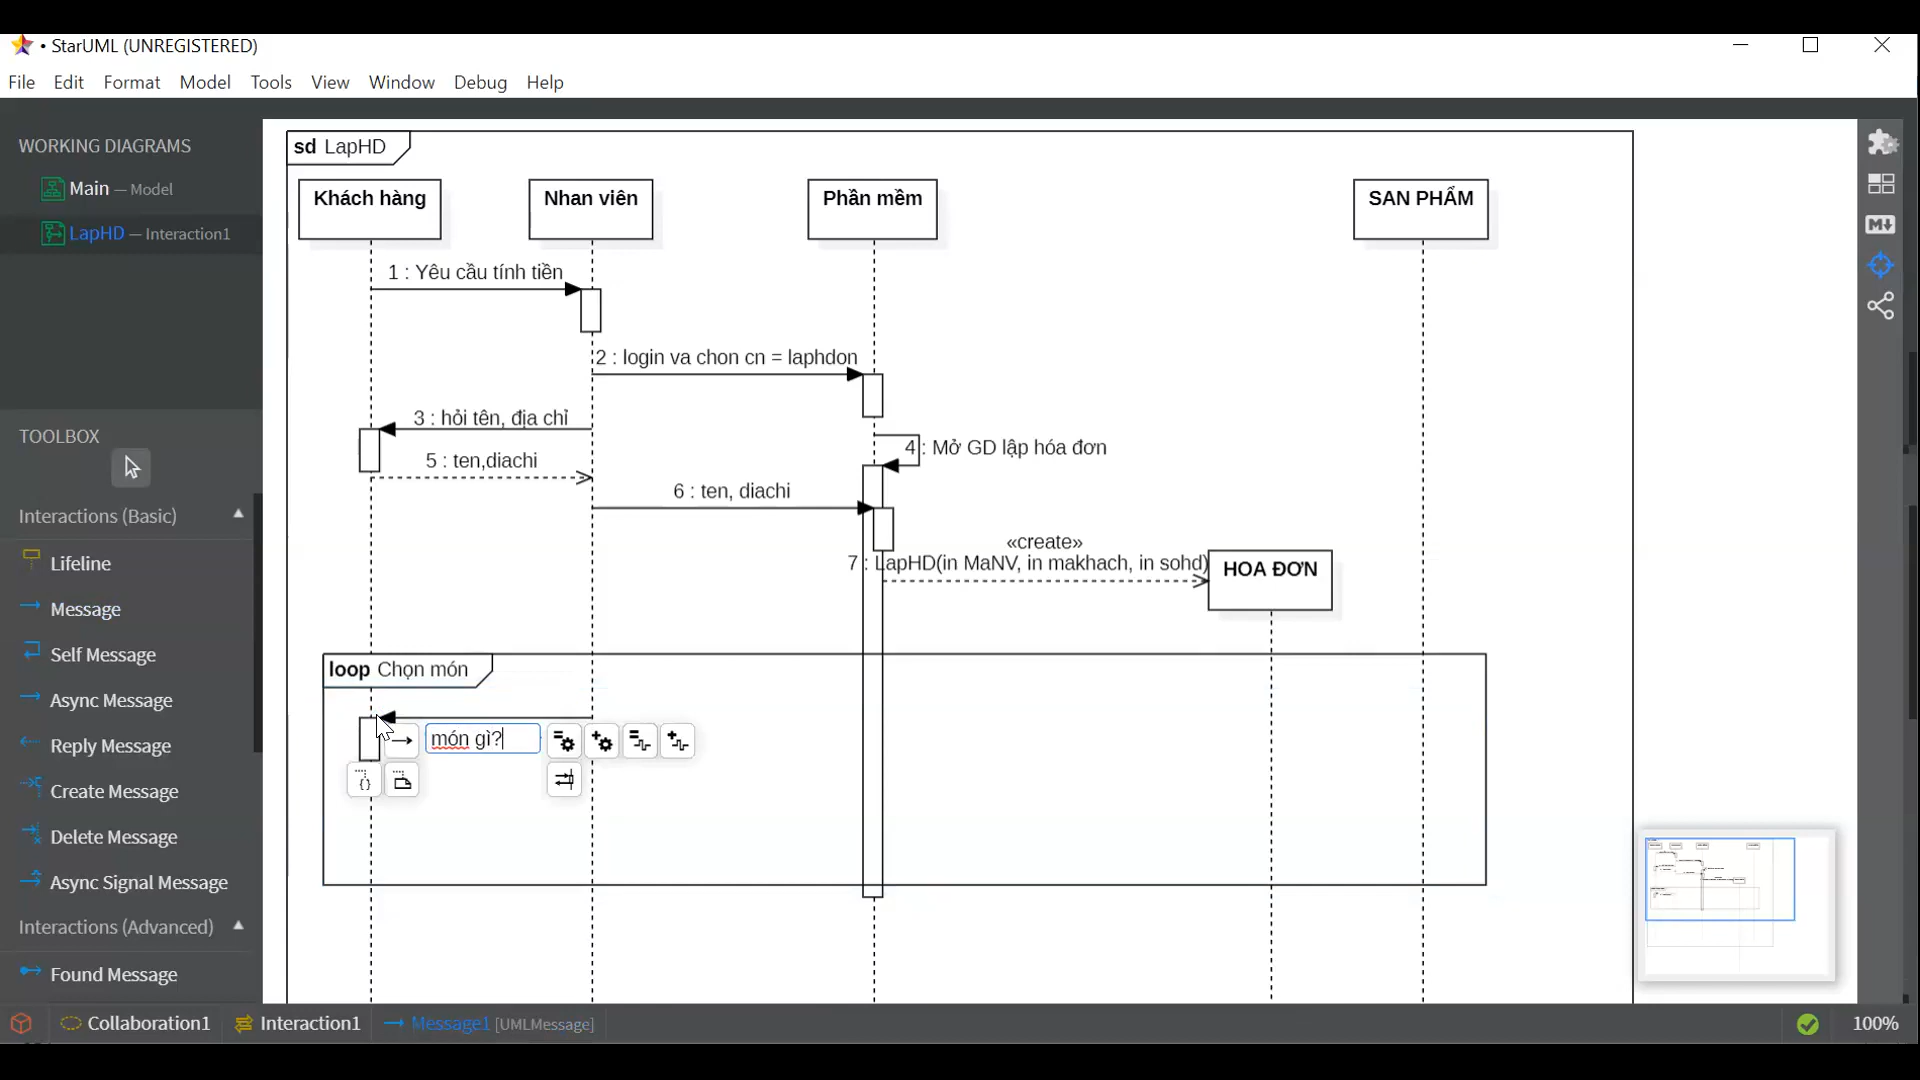 • StarUML (UNREGISTERED)
File Edit Format Model Tools View Window Debug Help
WORKING DIAGRAMS
Main — Model
LapHD — Interaction1
TOOLBOX
Interactions (Basic)
Lifeline
Message
Self Message
Async Message
Reply Message
Create Message
Delete Message
Async Signal Message
Interactions (Advanced)
Found Message
sd LapHD
Khách hàng
Nhan viên
Phần mềm
SAN PHẨM
1 : Yêu cầu tính tiền
2 : login va chon cn = laphdon
3 : hỏi tên, địa chỉ
4 : Mở GD lập hóa đơn
5 : ten,diachi
6 : ten, diachi
«create»
7 : LapHD(in MaNV, in makhach, in sohd)
HOA ĐƠN
loop Chọn món
món gì?
M
Collaboration1 Interaction1 Message1 [UMLMessage]
100%